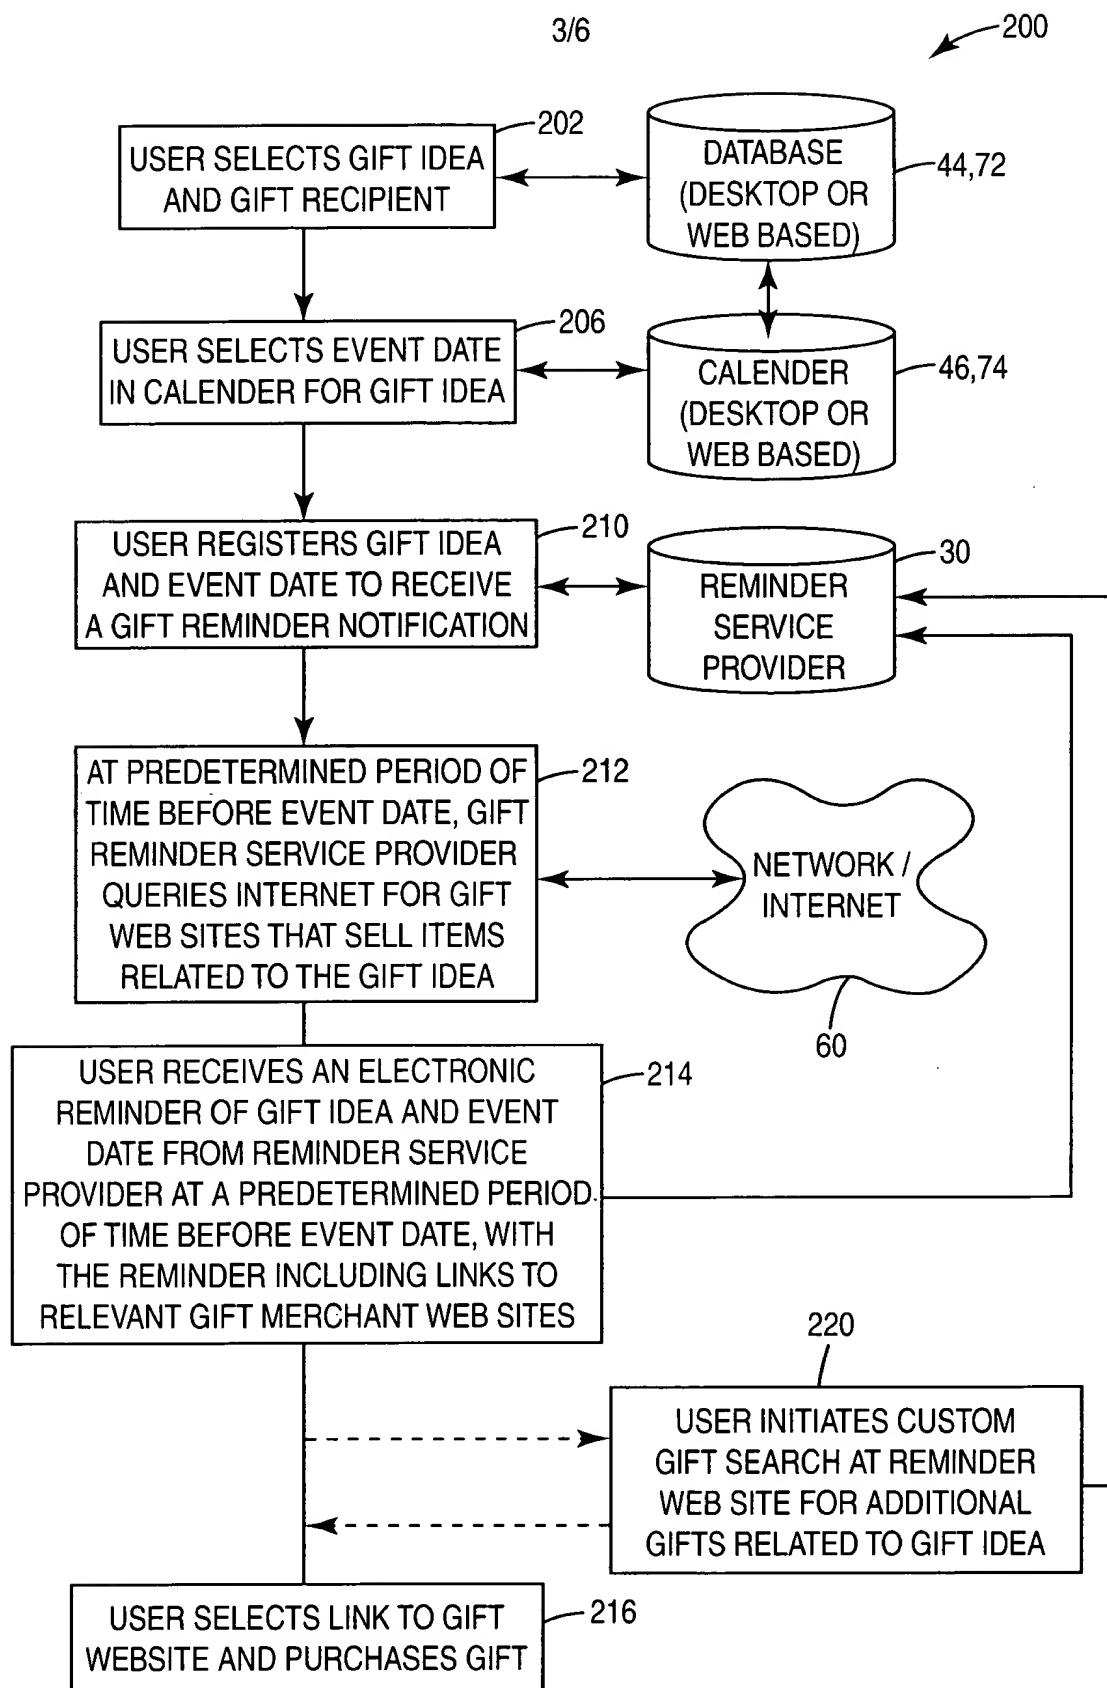 3/6
200
202
USER SELECTS GIFT IDEA
AND GIFT RECIPIENT
DATABASE
(DESKTOP OR
WEB BASED)
44,72
206
USER SELECTS EVENT DATE
IN CALENDER FOR GIFT IDEA
CALENDER
(DESKTOP OR
WEB BASED)
46,74
210
USER REGISTERS GIFT IDEA
AND EVENT DATE TO RECEIVE
A GIFT REMINDER NOTIFICATION
30
REMINDER
SERVICE
PROVIDER
AT PREDETERMINED PERIOD OF
TIME BEFORE EVENT DATE, GIFT
REMINDER SERVICE PROVIDER
QUERIES INTERNET FOR GIFT
WEB SITES THAT SELL ITEMS
RELATED TO THE GIFT IDEA
212
NETWORK /
INTERNET
60
USER RECEIVES AN ELECTRONIC
REMINDER OF GIFT IDEA AND EVENT
DATE FROM REMINDER SERVICE
PROVIDER AT A PREDETERMINED PERIOD
OF TIME BEFORE EVENT DATE, WITH
THE REMINDER INCLUDING LINKS TO
RELEVANT GIFT MERCHANT WEB SITES
214
220
USER INITIATES CUSTOM
GIFT SEARCH AT REMINDER
WEB SITE FOR ADDITIONAL
GIFTS RELATED TO GIFT IDEA
USER SELECTS LINK TO GIFT
WEBSITE AND PURCHASES GIFT
216